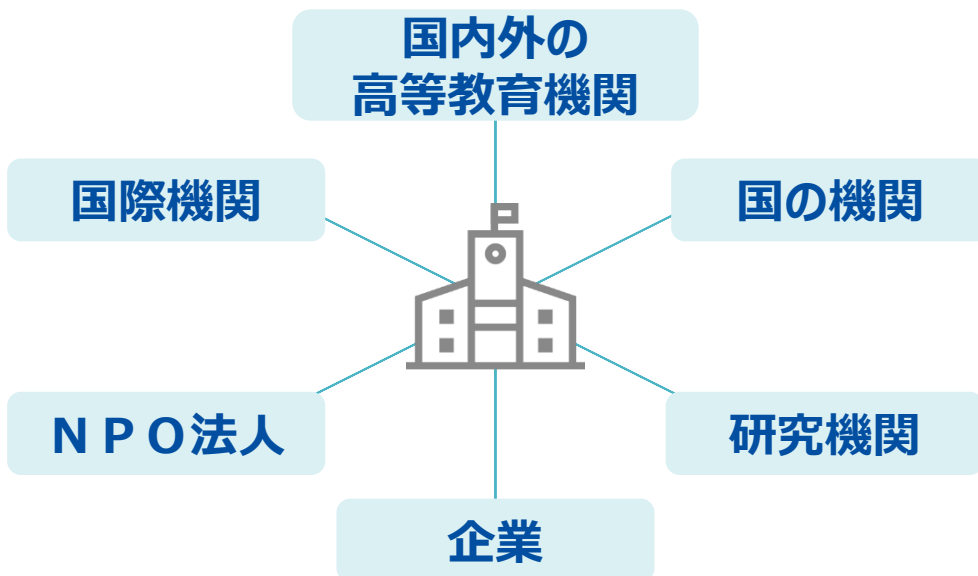 国内外の
高等教育機関
国際機関
国の機関
ＮＰＯ法人
研究機関
企業